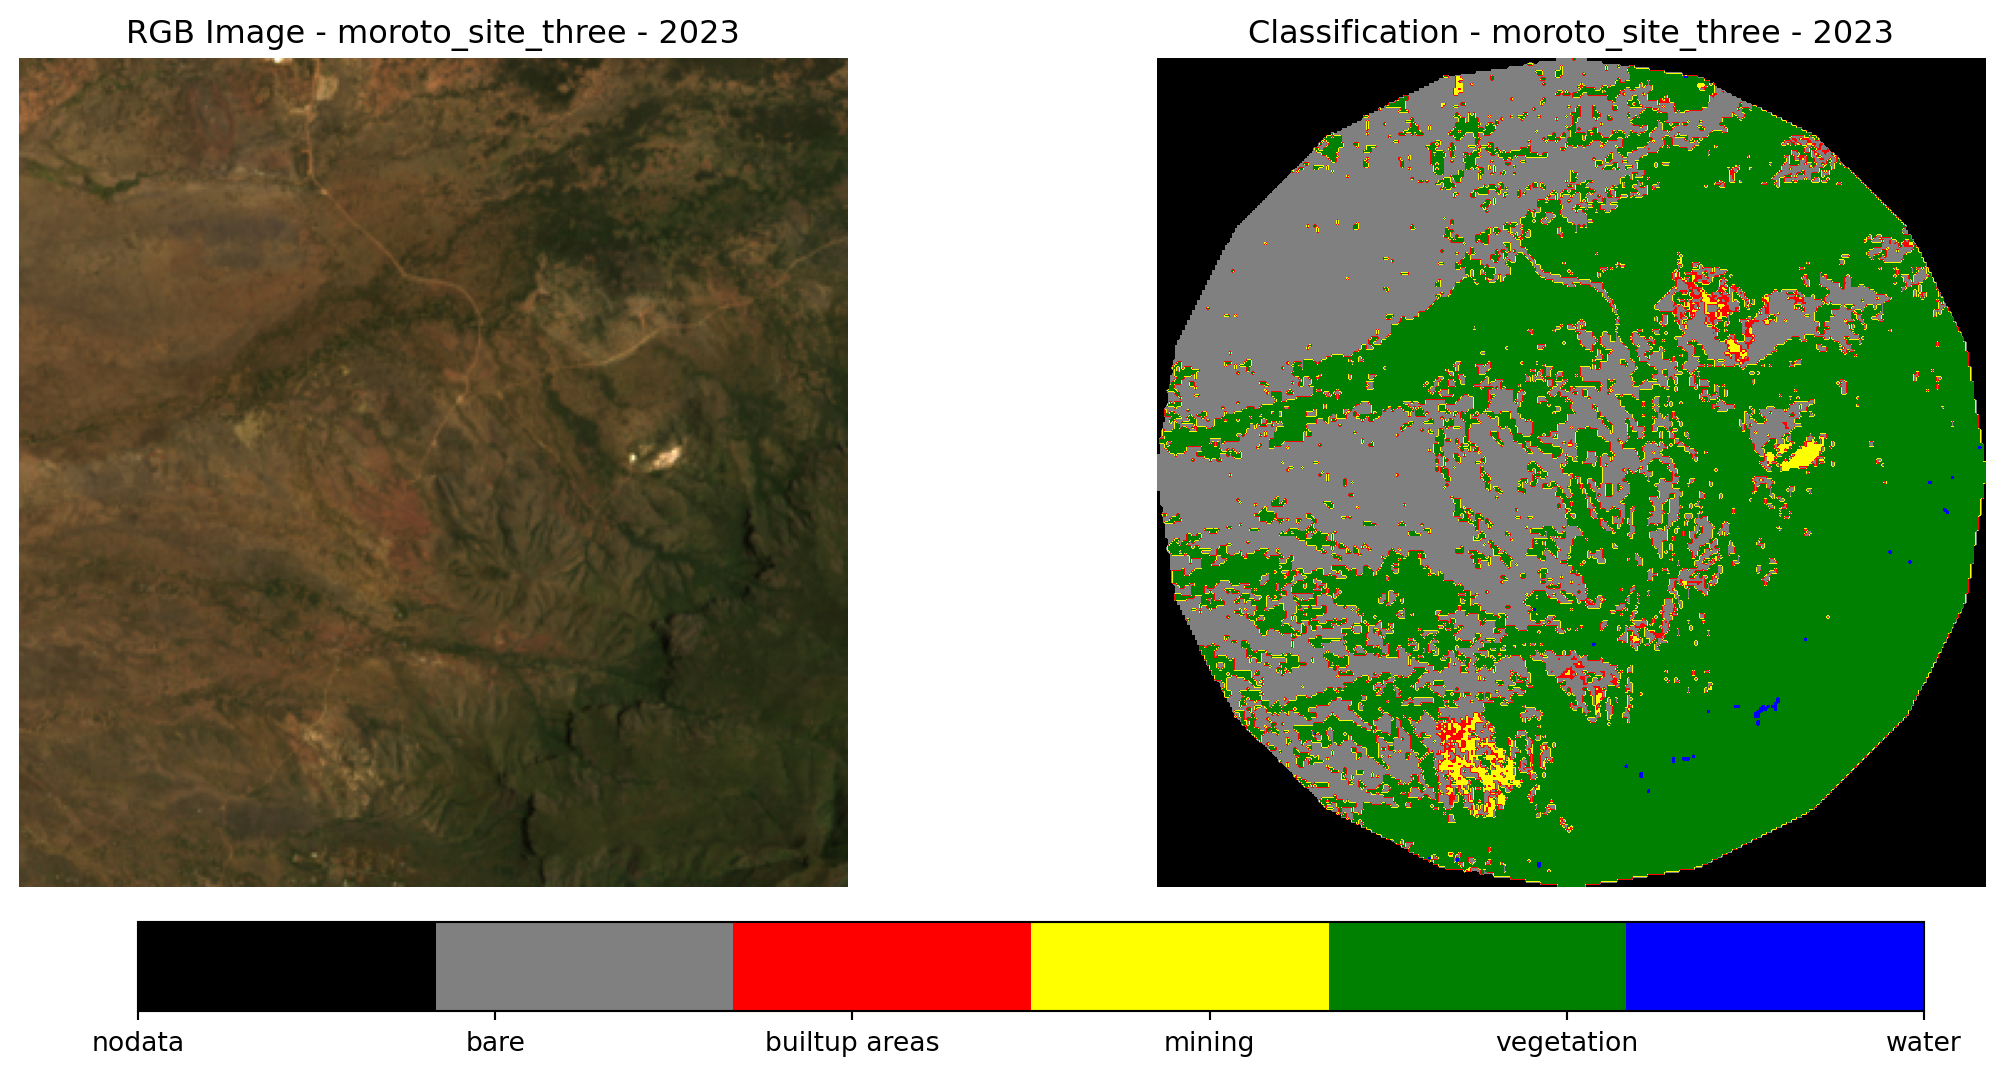 RGB Image - moroto_site_three - 2023
Classification - moroto_site_three - 2023
nodata bare builtup areas mining vegetation water